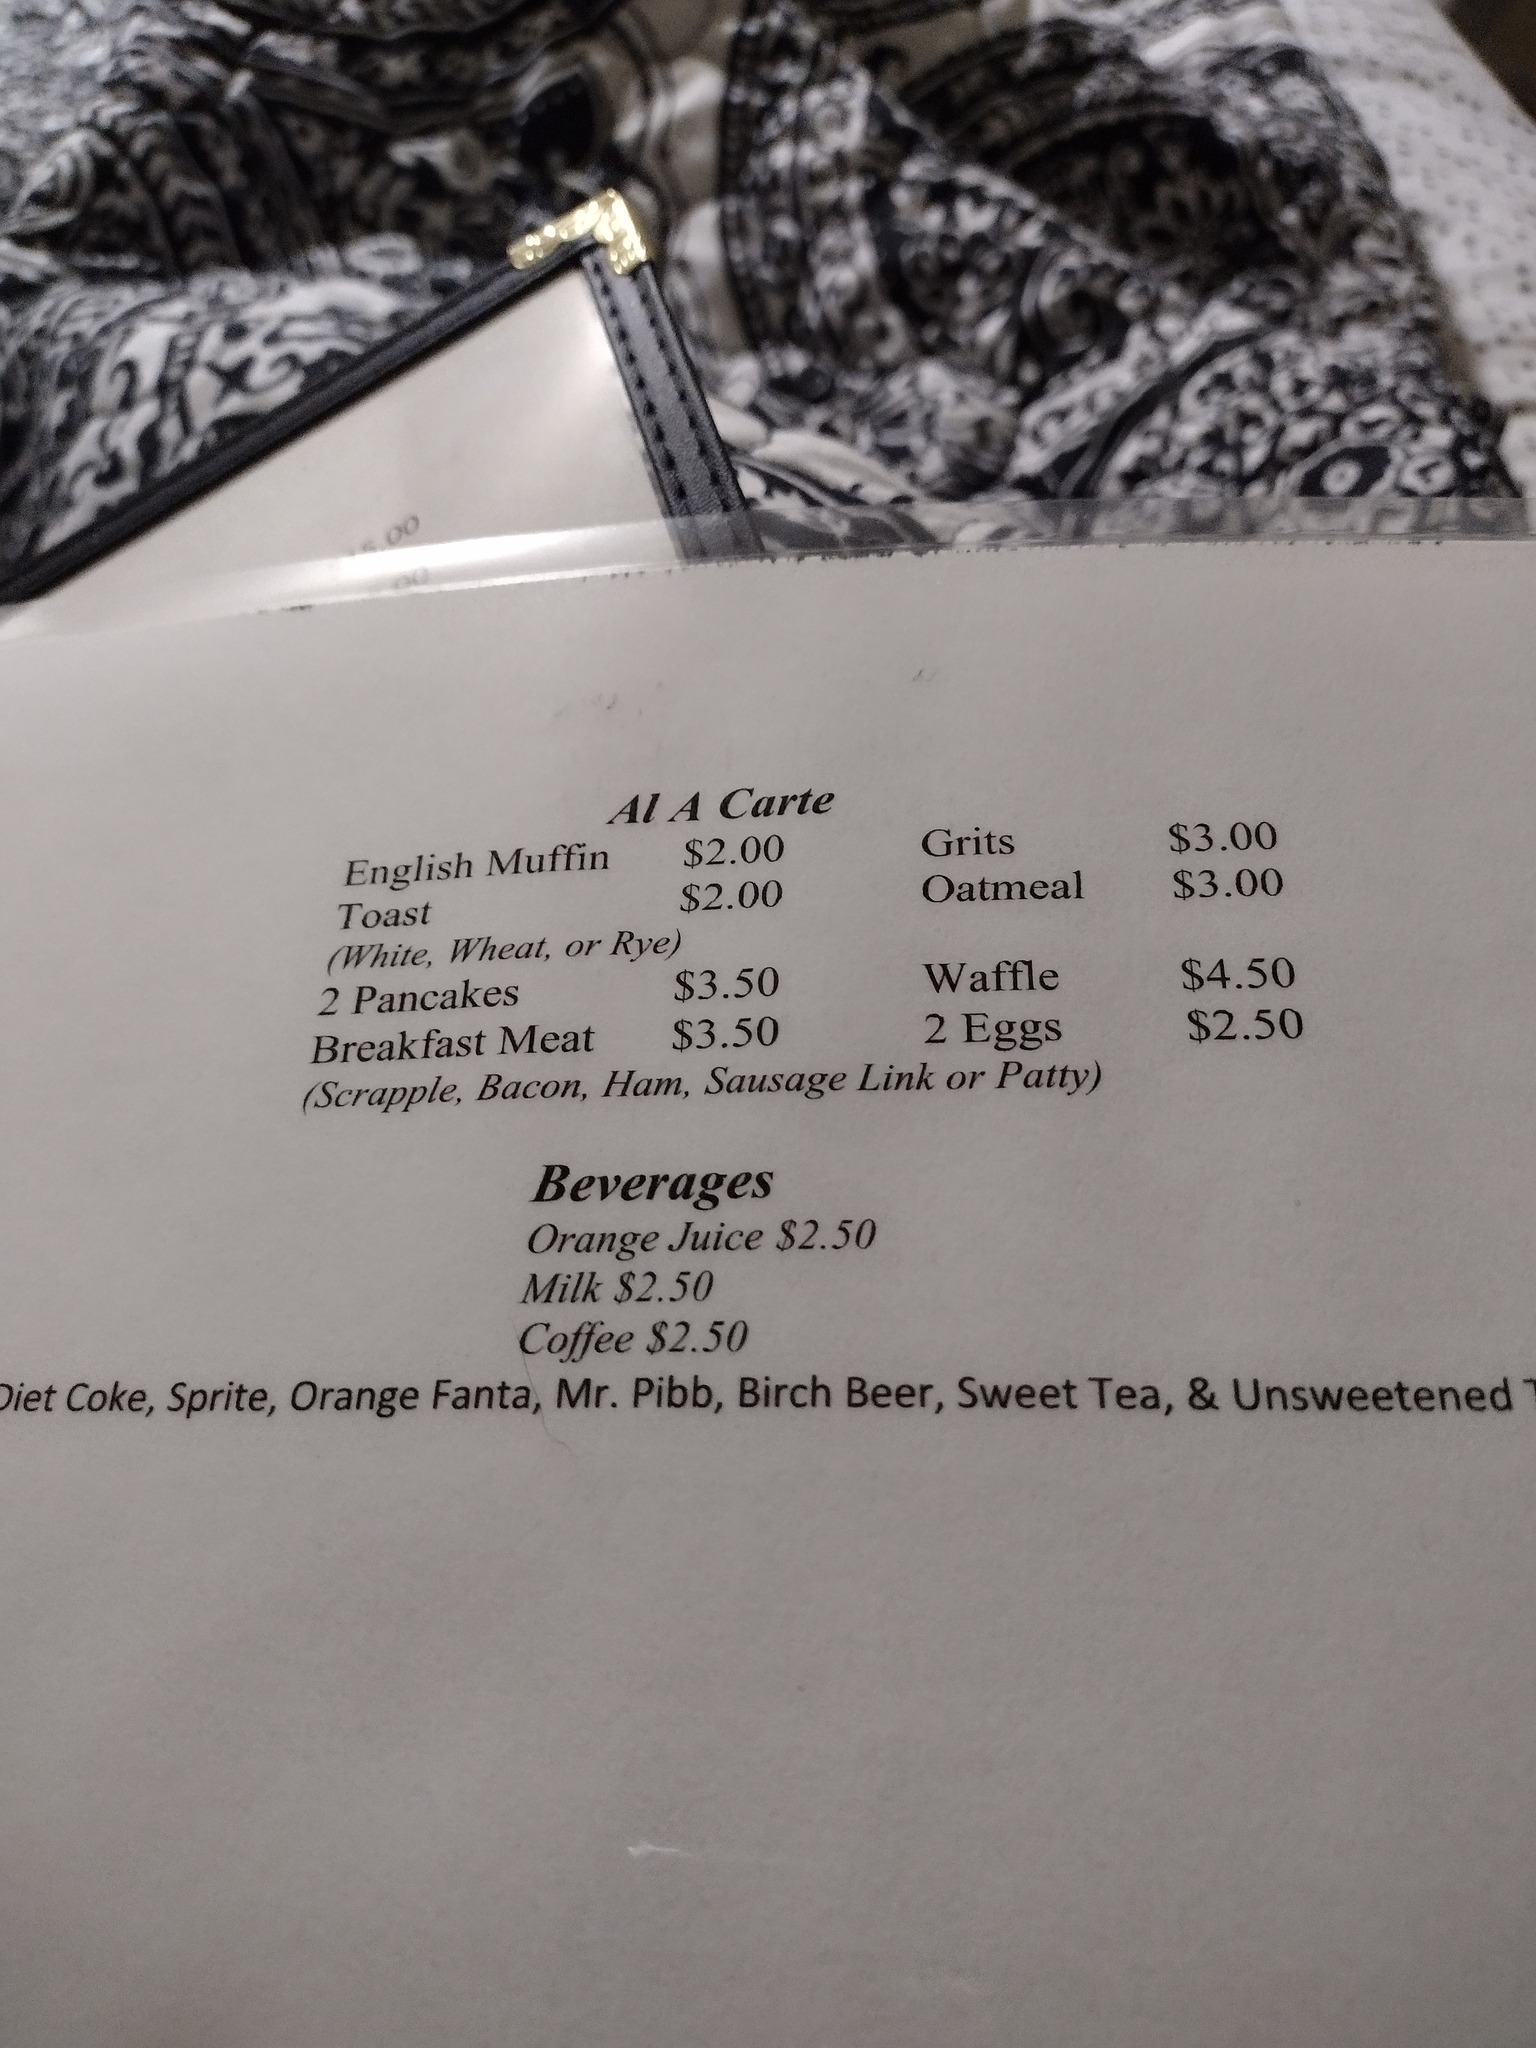 Al A Carte
English Muffin $2.00 Grits $3.00
Toast $2.00 Oatmeal $3.00
(White, Wheat, or Rye)
2 Pancakes $3.50 Waffle $4.50
Breakfast Meat $3.50 2 Eggs $2.50
(Scrapple, Bacon, Ham, Sausage Link or Patty)
Beverages
Orange Juice $2.50
Milk $2.50
Coffee $2.50
Diet Coke, Sprite, Orange Fanta, Mr. Pibb, Birch Beer, Sweet Tea, & Unsweetened